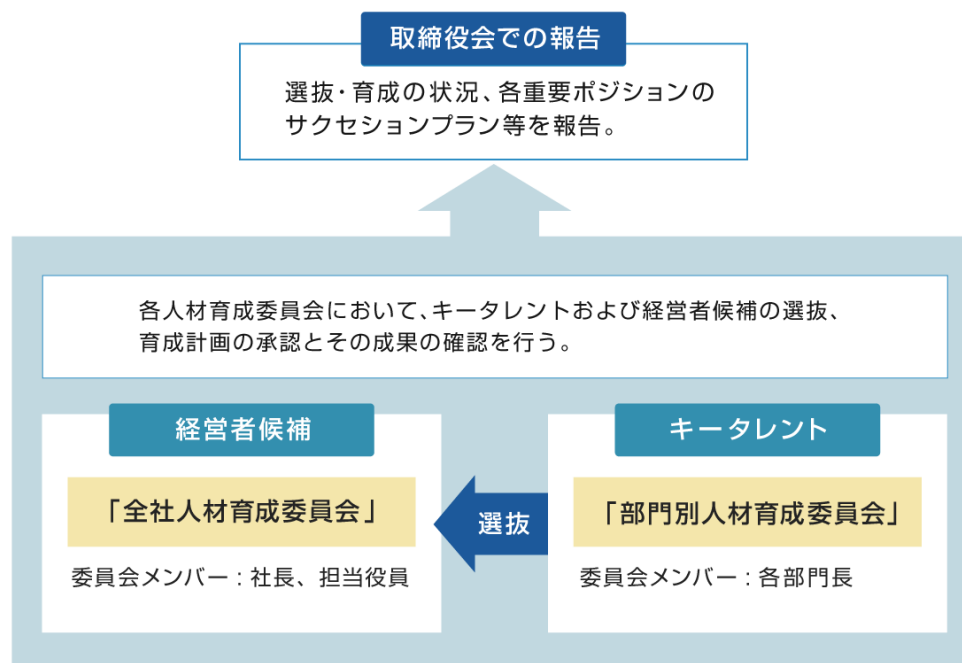 取締役会での報告
選抜・育成の状況、各重要ポジションの
サクセションプラン等を報告。
各人材育成委員会において、キータレントおよび経営者候補の選抜、
育成計画の承認とその成果の確認を行う。
経営者候補
「全社人材育成委員会」
委員会メンバー：社長、担当役員
選抜
キータレント
「部門別人材育成委員会」
委員会メンバー：各部門長